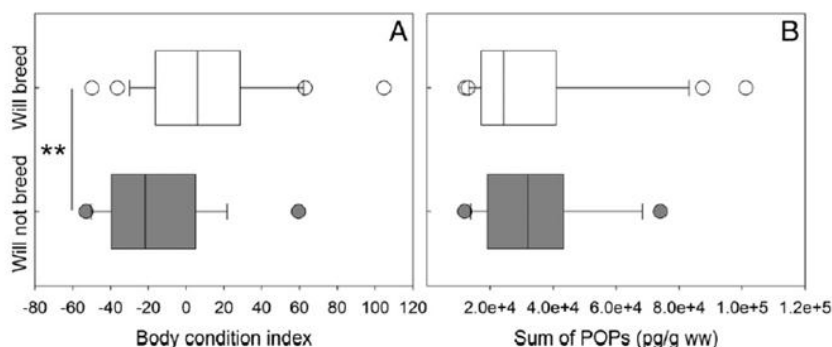 A
B
Will breed
**
Will not breed
-80 -60 -40 -20 0 20 40 60 80 100 120
2.0e+4 4.0e+4 6.0e+4 8.0e+4 1.0e+5 1.2e+5
Body condition index
Sum of POPs (pg/g ww)